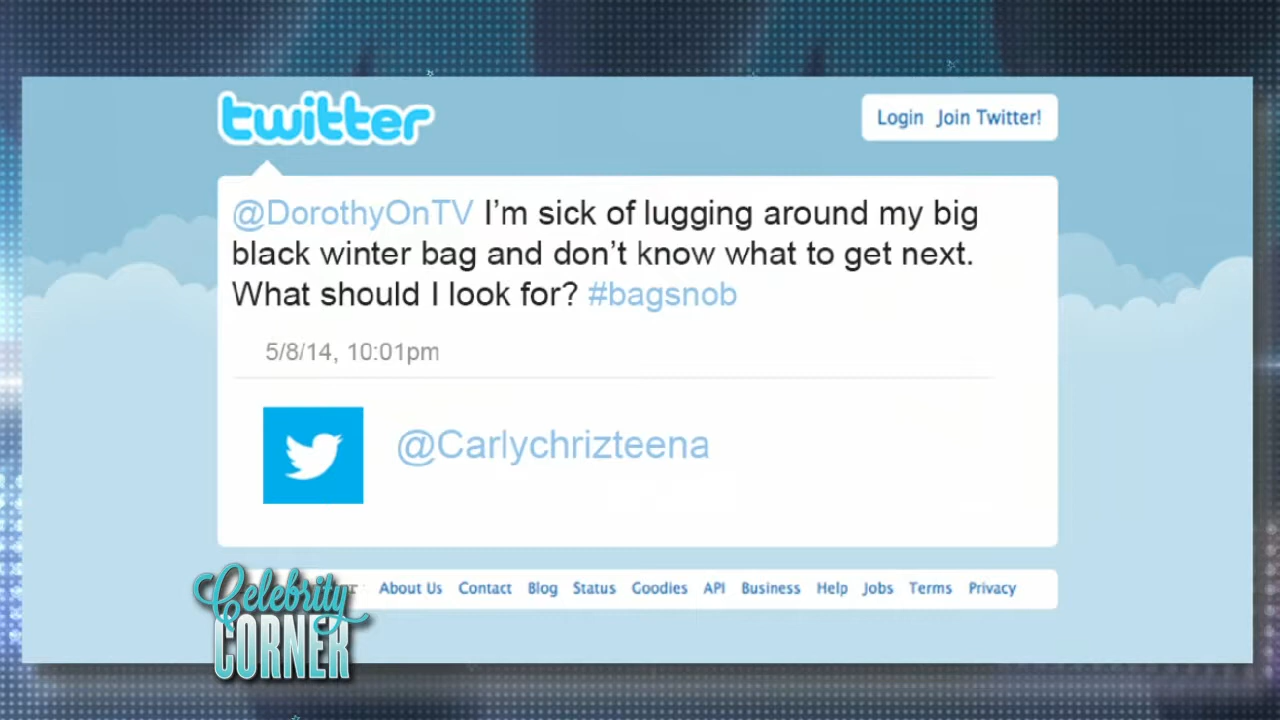 twitter
Login Join Twitter!
@DorothyOnTV I’m sick of lugging around my big
black winter bag and don’t know what to get next.
What should I look for? #bagsnob
5/8/14, 10:01pm
@Carlychrizteena
About Us Contact Blog Status Goodies API Business Help Jobs Terms Privacy
Celebrity
CORNER